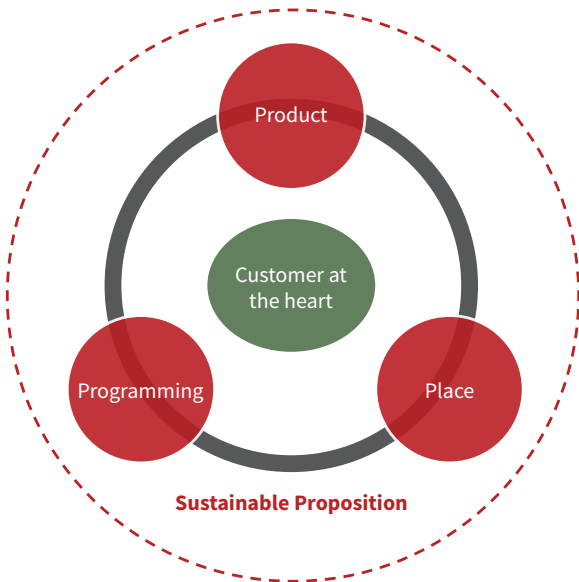 Product
Customer at
the heart
Programming
Place
Sustainable Proposition